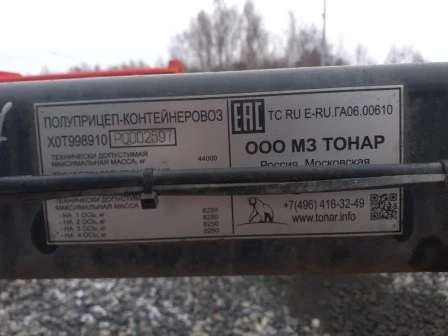 ПОЛУПРИЦЕП-КОНТЕЙНЕРОВОЗ
X0T998910 P0002597
ТЕХНИЧЕСКИ ДОПУСТИМАЯ
МАКСИМАЛЬНАЯ МАССА, кг 44000
ТЕХНИЧЕСКИ ДОПУСТИМАЯ
МАКСИМАЛЬНАЯ МАССА
- НА 1 ОСЬ, кг 8250
- НА 2 ОСЬ, кг 8250
- НА 3 ОСЬ, кг 8250
- НА 4 ОСЬ, кг 8250
EAC TC RU E-RU.ГА06.00610
ООО МЗ ТОНАР
Россия, Московская
+7(496) 416-32-49
www.tonar.info